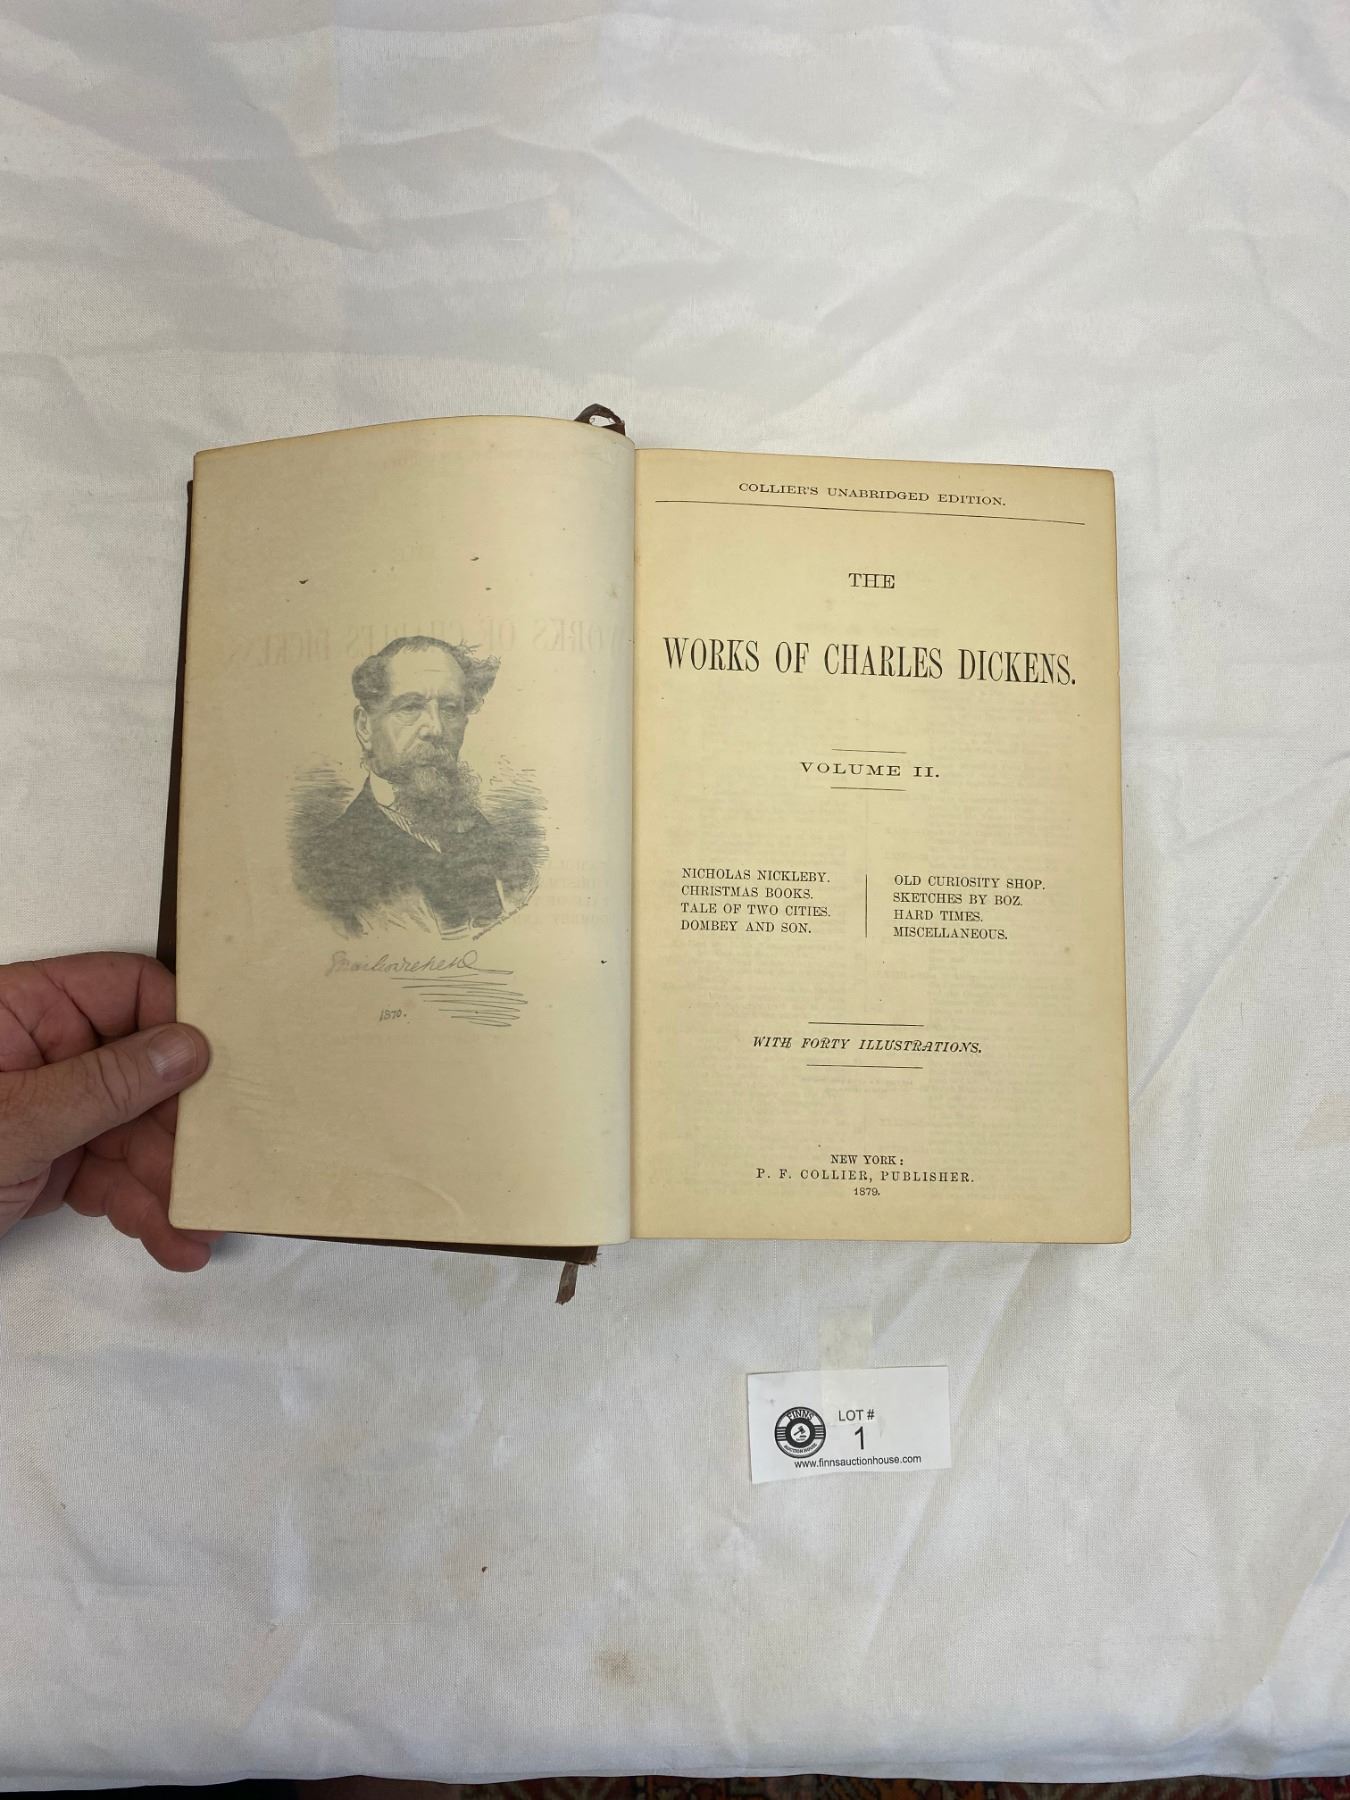 1870.
COLLIER'S UNABRIDGED EDITION.
THE
WORKS OF CHARLES DICKENS.
VOLUME II.
NICHOLAS NICKLEBY.
CHRISTMAS BOOKS.
TALE OF TWO CITIES.
DOMBEY AND SON.
OLD CURIOSITY SHOP.
SKETCHES BY BOZ.
HARD TIMES.
MISCELLANEOUS.
WITH FORTY ILLUSTRATIONS.
NEW YORK:
P. F. COLLIER, PUBLISHER.
1879.
FINNS
AUCTION HOUSE
LOT #
1
www.finnsauctionhouse.com